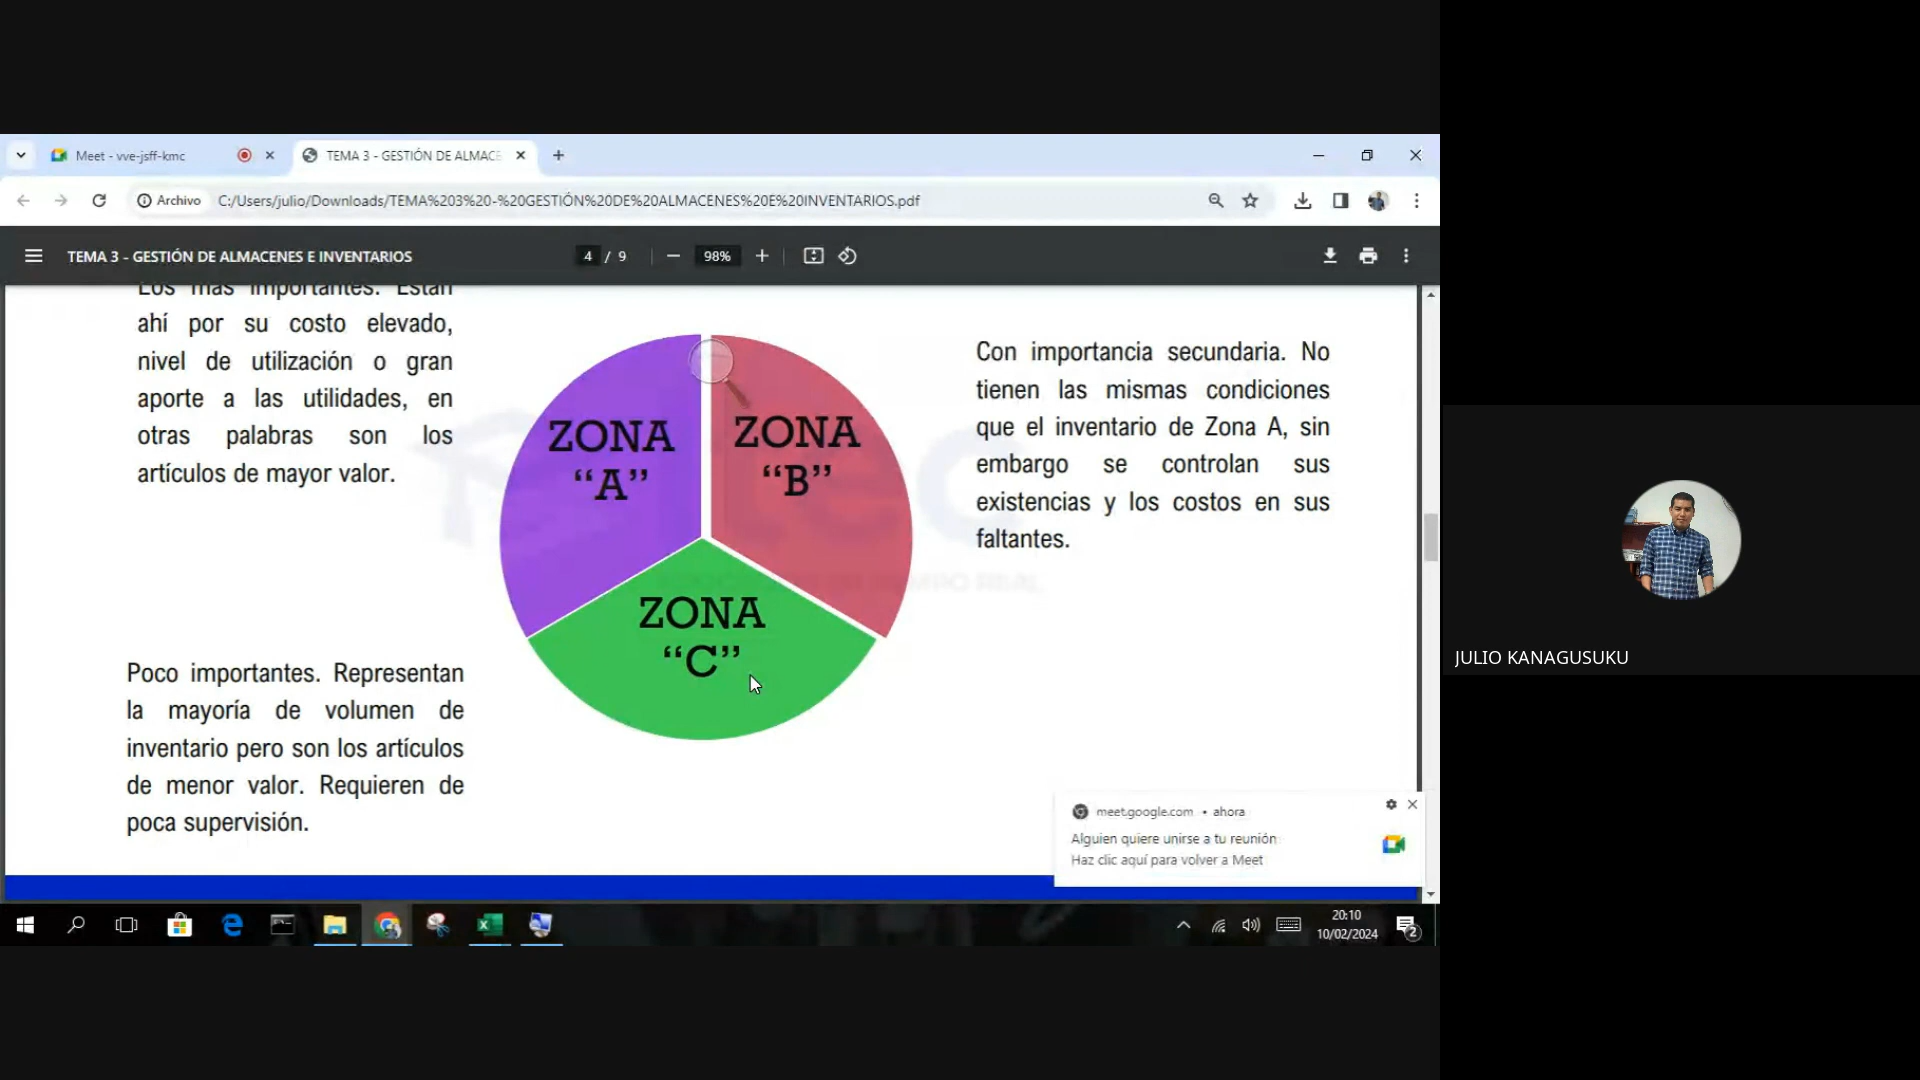 Meet - vve-jsff-kmc
TEMA 3 - GESTIÓN DE ALMACE
Archivo
C:/Users/julio/Downloads/TEMA%203%20-%20GESTIÓN%20DE%20ALMACENES%20E%20INVENTARIOS.pdf
TEMA 3 - GESTIÓN DE ALMACENES E INVENTARIOS
4 / 9
98%
Los más importantes. Están
ahí por su costo elevado,
nivel de utilización o gran
aporte a las utilidades, en
otras palabras son los
artículos de mayor valor.
ZONA
“A”
ZONA
“B”
Con importancia secundaria. No
tienen las mismas condiciones
que el inventario de Zona A, sin
embargo se controlan sus
existencias y los costos en sus
faltantes.
ZONA
“C”
Poco importantes. Representan
la mayoría de volumen de
inventario pero son los artículos
de menor valor. Requieren de
poca supervisión.
meet.google.com • ahora
Alguien quiere unirse a tu reunión
Haz clic aquí para volver a Meet
20:10
10/02/2024
2
JULIO KANAGUSUKU